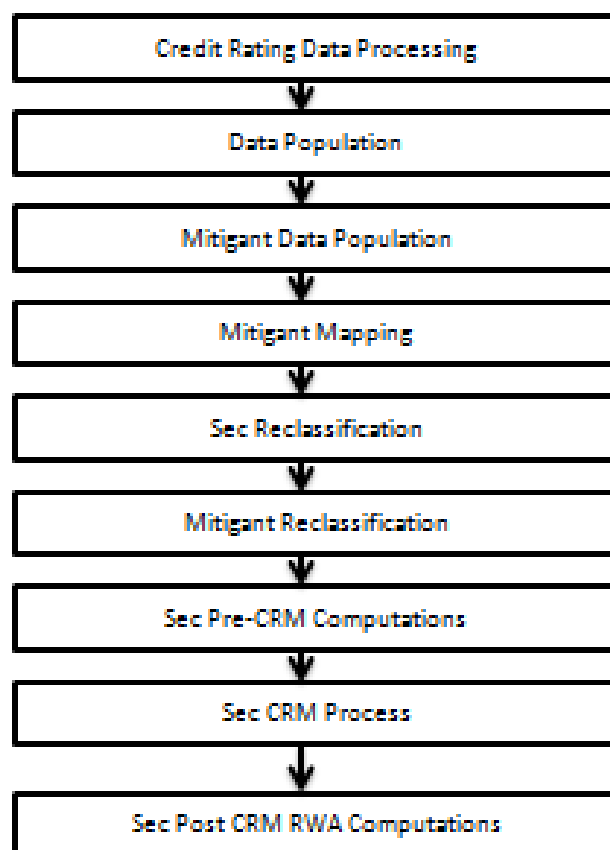 Credit Rating Data Processing
Data Population
Mitigant Data Population
Mitigant Mapping
Sec Reclassification
Mitigant Reclassification
Sec Pre-CRM Computations
Sec CRM Process
Sec Post CRM RWA Computations